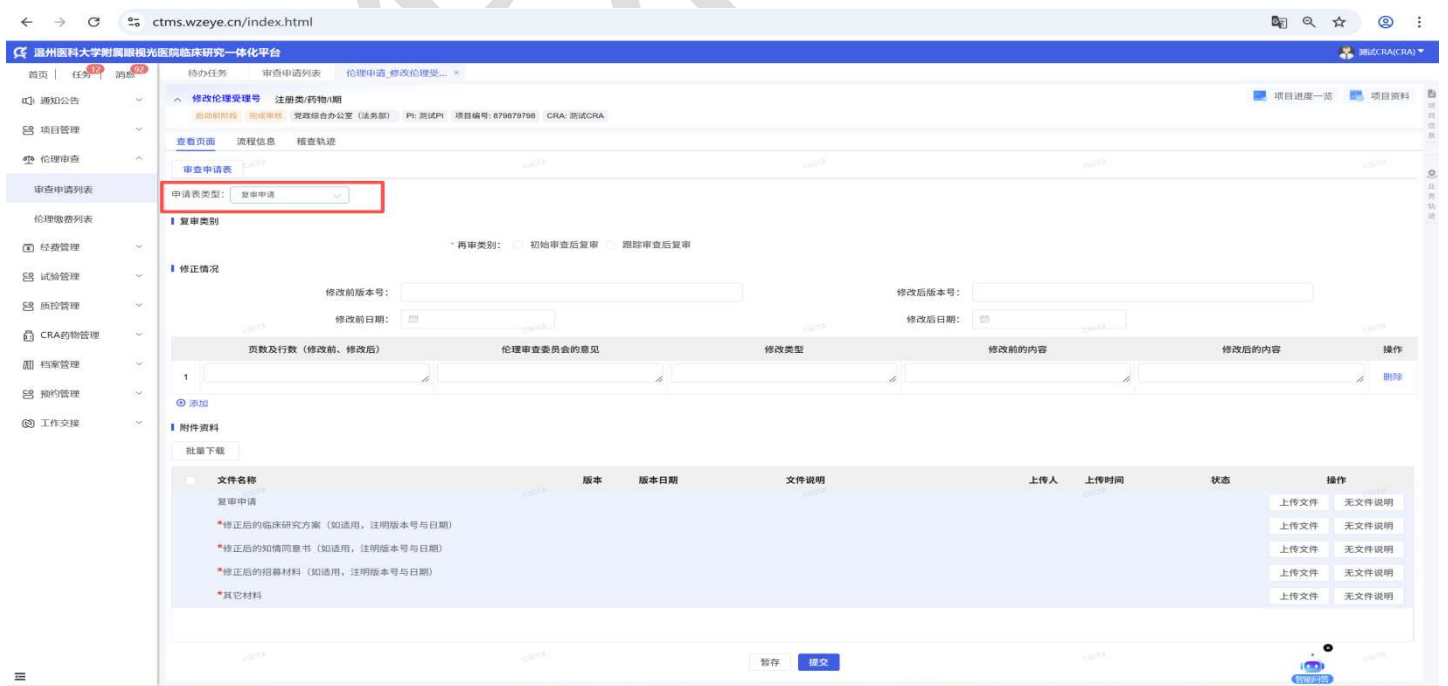 ctms.wzeye.cn/index.html
温州医科大学附属眼视光医院临床研究一体化平台
测试CRA(CRA)
首页 | 任务 12 消息 92
待办任务 审查申请列表 伦理申请_修改伦理受... ×
通知公告
项目管理
伦理审查
审查申请列表
伦理缴费列表
经费管理
试验管理
质控管理
CRA药物管理
档案管理
预约管理
工作交接
修改伦理受理号 注册类/药物/I期
项目进度一览 项目资料
启动前阶段 完成审核 党政综合办公室（法务部） PI: 测试PI 项目编号: 879879798 CRA: 测试CRA
查看页面 流程信息 稽查轨迹
审查申请表
申请表类型： 复审申请
复审类别
* 再审类别： 初始审查后复审 跟踪审查后复审
修正情况
修改前版本号： 修改后版本号：
修改前日期： 修改后日期：
页数及行数（修改前、修改后） 伦理审查委员会的意见 修改类型 修改前的内容 修改后的内容 操作
1 删除
添加
附件资料
批量下载
文件名称 版本 版本日期 文件说明 上传人 上传时间 状态 操作
复审申请 上传文件 无文件说明
*修正后的临床研究方案（如适用，注明版本号与日期） 上传文件 无文件说明
*修正后的知情同意书（如适用，注明版本号与日期） 上传文件 无文件说明
*修正后的招募材料（如适用，注明版本号与日期） 上传文件 无文件说明
*其它材料 上传文件 无文件说明
暂存 提交
智能问答